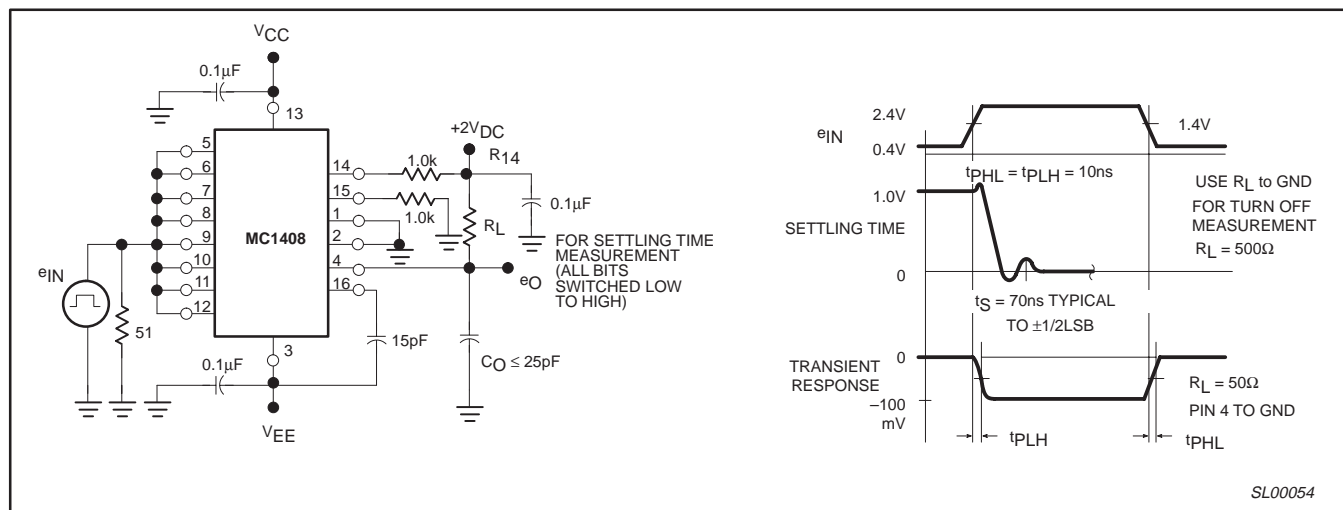 VCC
0.1μF
13
5
6
7
8
9
10
11
12
MC1408
14
15
1
2
4
16
3
1.0k
1.0k
+2VDC
R14
RL
0.1μF
FOR SETTLING TIME
MEASUREMENT
(ALL BITS
SWITCHED LOW
TO HIGH)
eO
eIN
51
15pF
CO ≤ 25pF
0.1μF
VEE
eIN
2.4V
0.4V
1.4V
tPHL = tPLH = 10ns
1.0V
SETTLING TIME
0
USE RL to GND
FOR TURN OFF
MEASUREMENT
RL = 500Ω
tS = 70ns TYPICAL
TO ±1/2LSB
TRANSIENT
RESPONSE
0
–100
mV
RL = 50Ω
PIN 4 TO GND
tPLH
tPHL
SL00054